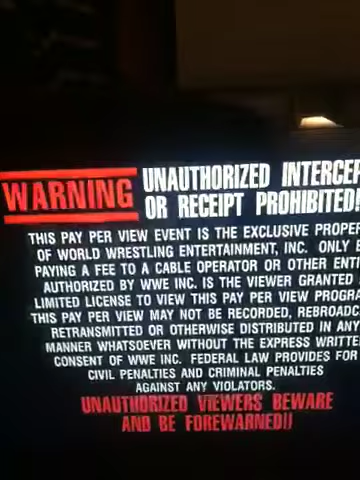 WARNING UNAUTHORIZED INTERCEP
OR RECEIPT PROHIBITED!
THIS PAY PER VIEW EVENT IS THE EXCLUSIVE PROPER
OF WORLD WRESTLING ENTERTAINMENT, INC. ONLY B
PAYING A FEE TO A CABLE OPERATOR OR OTHER ENTI
AUTHORIZED BY WWE INC. IS THE VIEWER GRANTED
LIMITED LICENSE TO VIEW THIS PAY PER VIEW PROGRA
THIS PAY PER VIEW MAY NOT BE RECORDED, REBROADC
RETRANSMITTED OR OTHERWISE DISTRIBUTED IN ANY
MANNER WHATSOEVER WITHOUT THE EXPRESS WRITTE
CONSENT OF WWE INC. FEDERAL LAW PROVIDES FOR
CIVIL PENALTIES AND CRIMINAL PENALTIES
AGAINST ANY VIOLATORS.
UNAUTHORIZED VIEWERS BEWARE
AND BE FOREWARNED!!